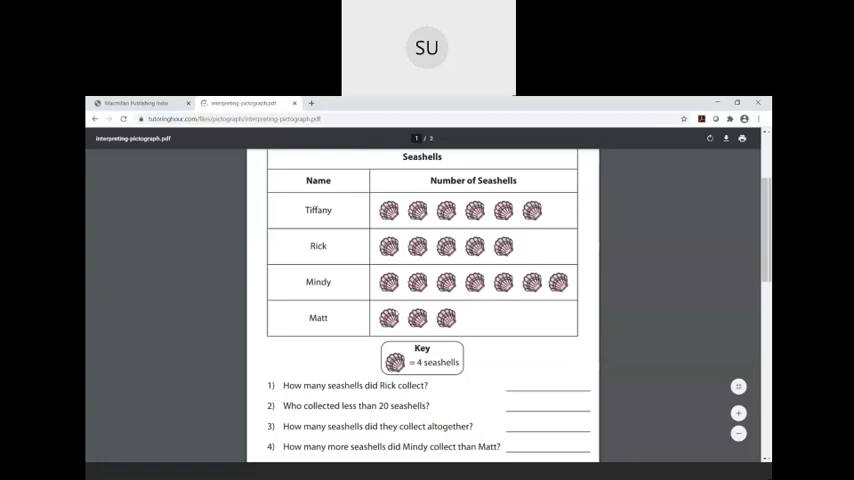 SU
Macmillan Publishing India
interpreting-pictograph.pdf
tutoringhour.com/files/pictograph/interpreting-pictograph.pdf
interpreting-pictograph.pdf
1 / 2
Seashells
Name Number of Seashells
Tiffany
Rick
Mindy
Matt
Key
= 4 seashells
1) How many seashells did Rick collect?
2) Who collected less than 20 seashells?
3) How many seashells did they collect altogether?
4) How many more seashells did Mindy collect than Matt?